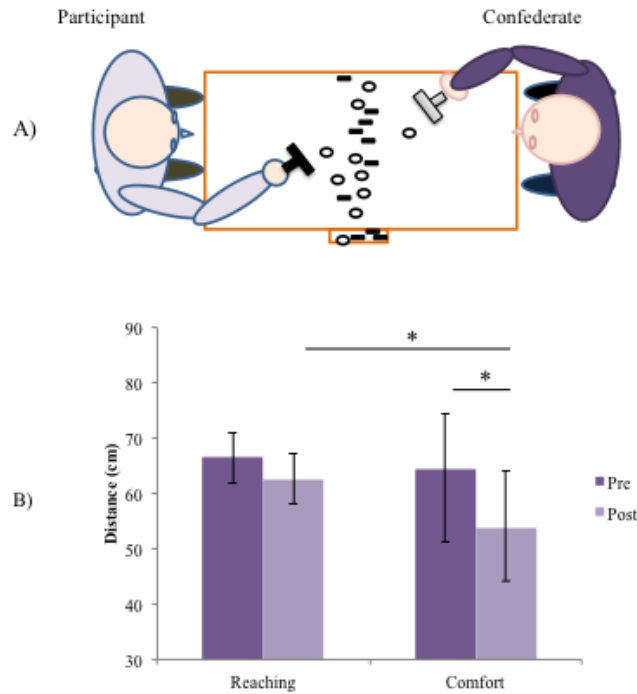 Participant Confederate
A)
B)
Distance (cm)
90
80
70
60
50
40
30
*
*
Pre
Post
Reaching Comfort